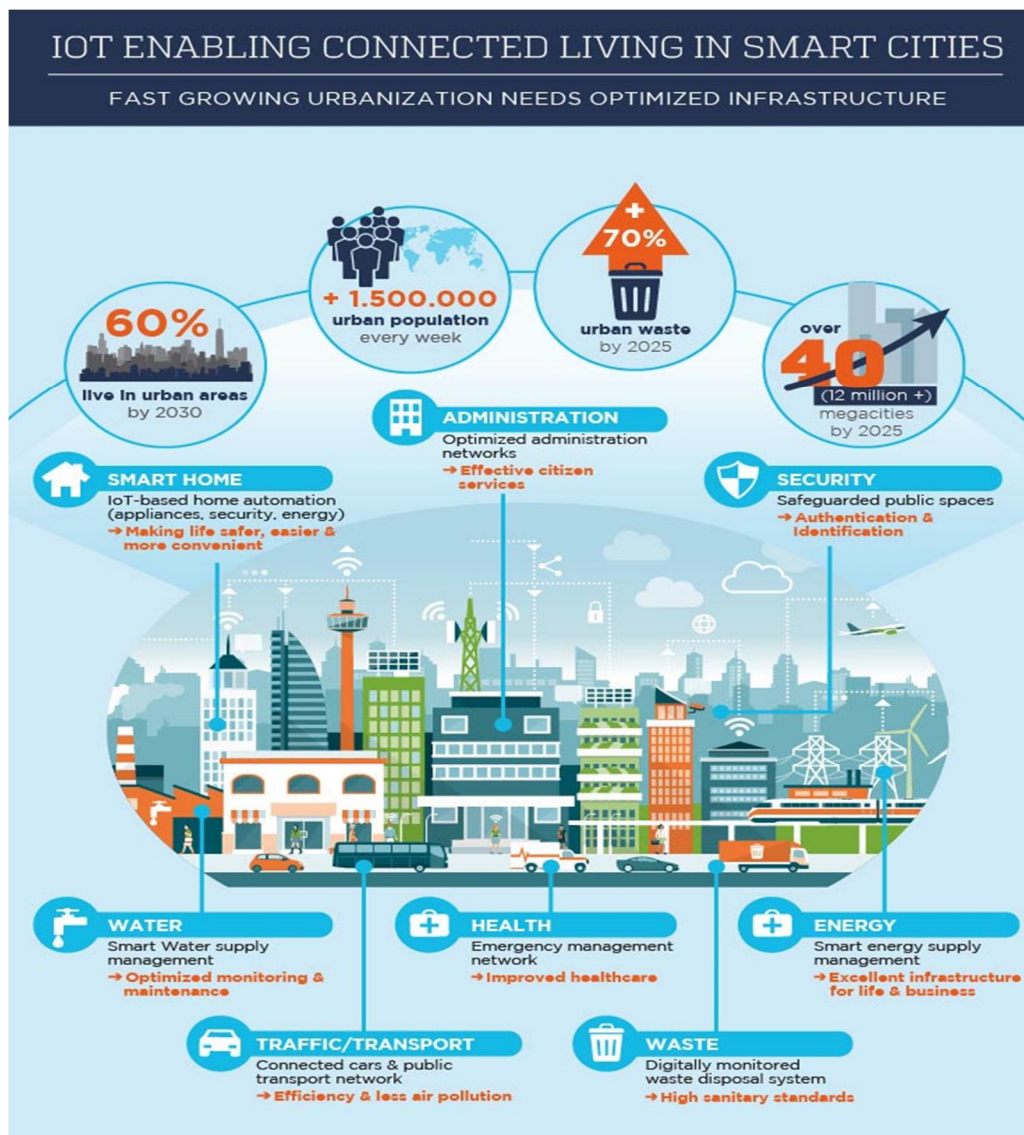 IOT ENABLING CONNECTED LIVING IN SMART CITIES
FAST GROWING URBANIZATION NEEDS OPTIMIZED INFRASTRUCTURE
60%
live in urban areas
by 2030
+ 1.500.000
urban population
every week
+
70%
urban waste
by 2025
over
40
(12 million +)
megacities
by 2025
SMART HOME
IoT-based home automation
(appliances, security, energy)
→ Making life safer, easier &
more convenient
ADMINISTRATION
Optimized administration
networks
→ Effective citizen
services
SECURITY
Safeguarded public spaces
→ Authentication &
Identification
WATER
Smart Water supply
management
→ Optimized monitoring &
maintenance
HEALTH
Emergency management
network
→ Improved healthcare
ENERGY
Smart energy supply
management
→ Excellent infrastructure
for life & business
TRAFFIC/TRANSPORT
Connected cars & public
transport network
→ Efficiency & less air pollution
WASTE
Digitally monitored
waste disposal system
→ High sanitary standards